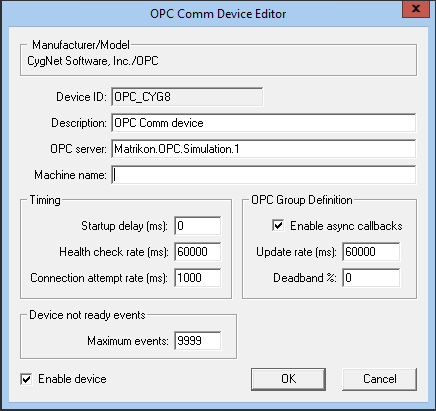 OPC Comm Device Editor
x
Manufacturer/Model
CygNet Software, Inc./OPC
Device ID: OPC_CYG8
Description: OPC Comm device
OPC server: Matrikon.OPC.Simulation.1
Machine name:
Timing
Startup delay (ms): 0
Health check rate (ms): 60000
Connection attempt rate (ms): 1000
OPC Group Definition
Enable async callbacks
Update rate (ms): 60000
Deadband %: 0
Device not ready events
Maximum events: 9999
Enable device
OK
Cancel